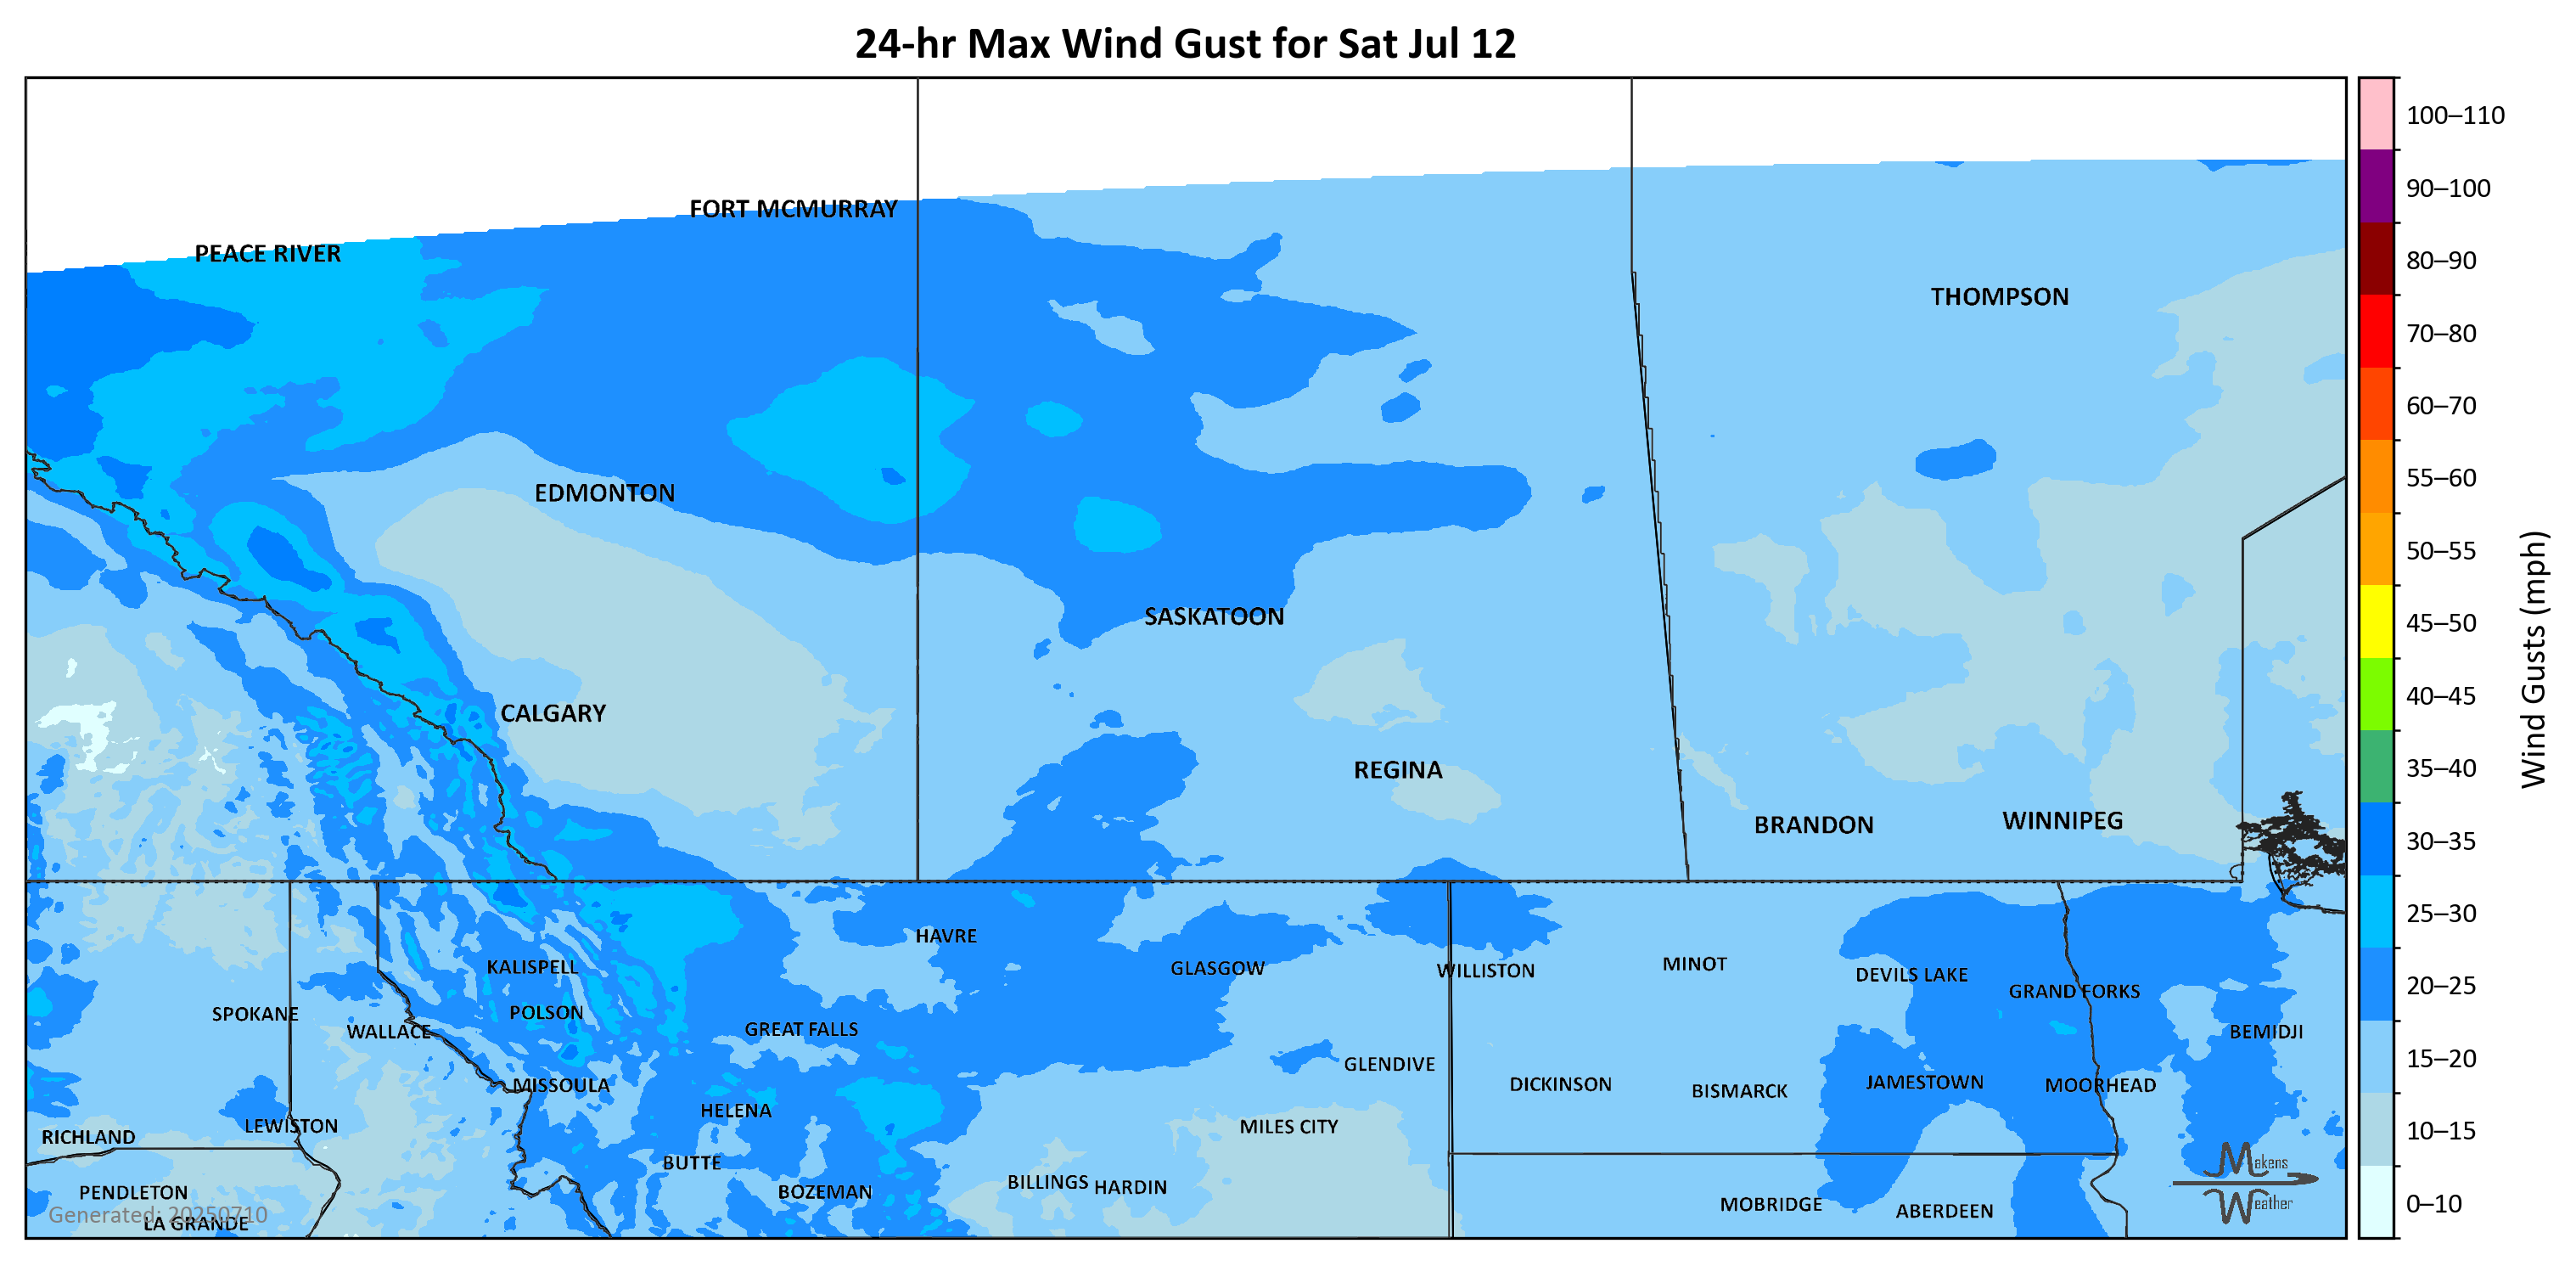 24-hr Max Wind Gust for Sat Jul 12
FORT MCMURRAY
PEACE RIVER
THOMPSON
EDMONTON
SASKATOON
CALGARY
REGINA
BRANDON
WINNIPEG
HAVRE
KALISPELL
GLASGOW
WILLISTON
MINOT
DEVILS LAKE
GRAND FORKS
SPOKANE
POLSON
WALLACE
GREAT FALLS
BEMIDJI
GLENDIVE
MISSOULA
DICKINSON
BISMARCK
JAMESTOWN
MOORHEAD
HELENA
LEWISTON
MILES CITY
RICHLAND
BUTTE
PENDLETON
BOZEMAN
BILLINGS
HARDIN
MOBRIDGE
ABERDEEN
Generated: 20250710
LA GRANDE
Makens
Weather
100–110
90–100
80–90
70–80
60–70
55–60
50–55
45–50
40–45
35–40
30–35
25–30
20–25
15–20
10–15
0–10
Wind Gusts (mph)